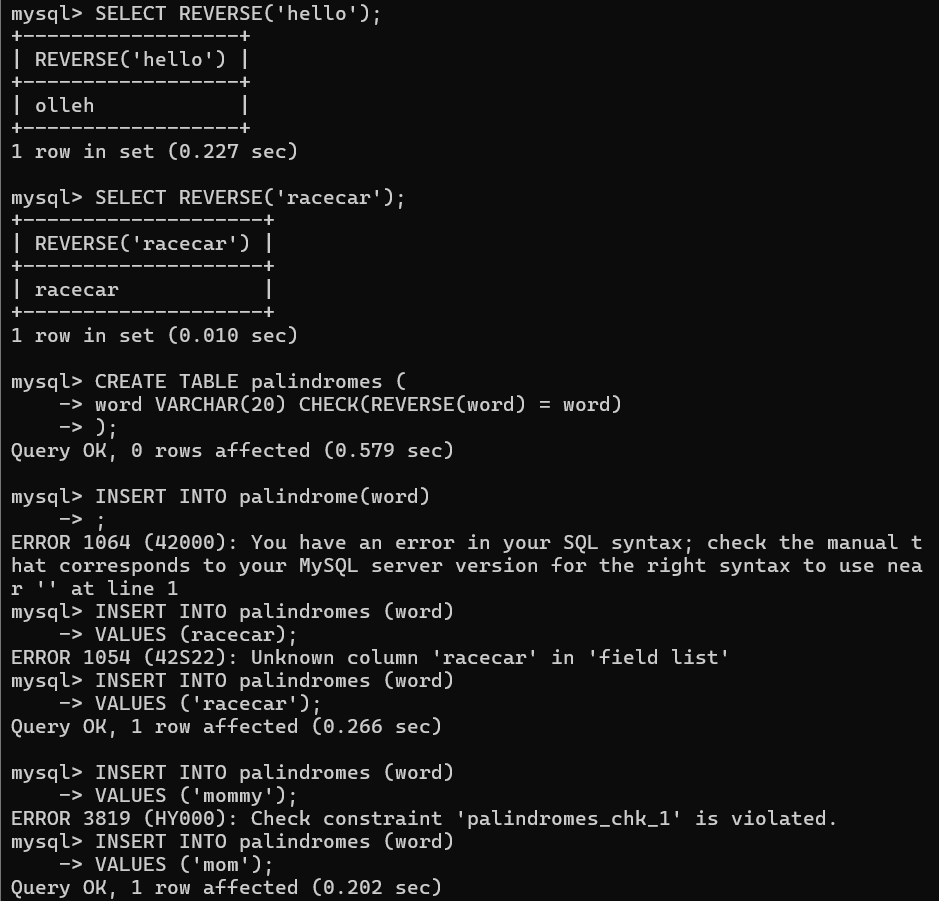 mysql> SELECT REVERSE('hello');
+------------------+
| REVERSE('hello') |
+------------------+
| olleh            |
+------------------+
1 row in set (0.227 sec)

mysql> SELECT REVERSE('racecar');
+--------------------+
| REVERSE('racecar') |
+--------------------+
| racecar            |
+--------------------+
1 row in set (0.010 sec)

mysql> CREATE TABLE palindromes (
    -> word VARCHAR(20) CHECK(REVERSE(word) = word)
    -> );
Query OK, 0 rows affected (0.579 sec)

mysql> INSERT INTO palindrome(word)
    -> ;
ERROR 1064 (42000): You have an error in your SQL syntax; check the manual t
hat corresponds to your MySQL server version for the right syntax to use nea
r '' at line 1
mysql> INSERT INTO palindromes (word)
    -> VALUES (racecar);
ERROR 1054 (42S22): Unknown column 'racecar' in 'field list'
mysql> INSERT INTO palindromes (word)
    -> VALUES ('racecar');
Query OK, 1 row affected (0.266 sec)

mysql> INSERT INTO palindromes (word)
    -> VALUES ('mommy');
ERROR 3819 (HY000): Check constraint 'palindromes_chk_1' is violated.
mysql> INSERT INTO palindromes (word)
    -> VALUES ('mom');
Query OK, 1 row affected (0.202 sec)